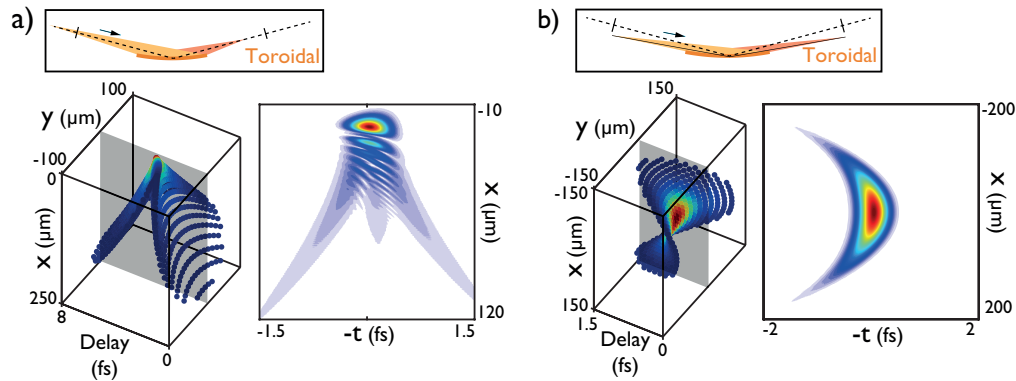 a)
Toroidal
100
y (μm)
-100
0
x (μm)
250
8
Delay
(fs)
0
-10
x (μm)
120
-1.5
-t (fs)
1.5
b)
Toroidal
150
y (μm)
-150
-150
x (μm)
150
1.5
Delay
(fs)
0
-200
x (μm)
200
-2
-t (fs)
2